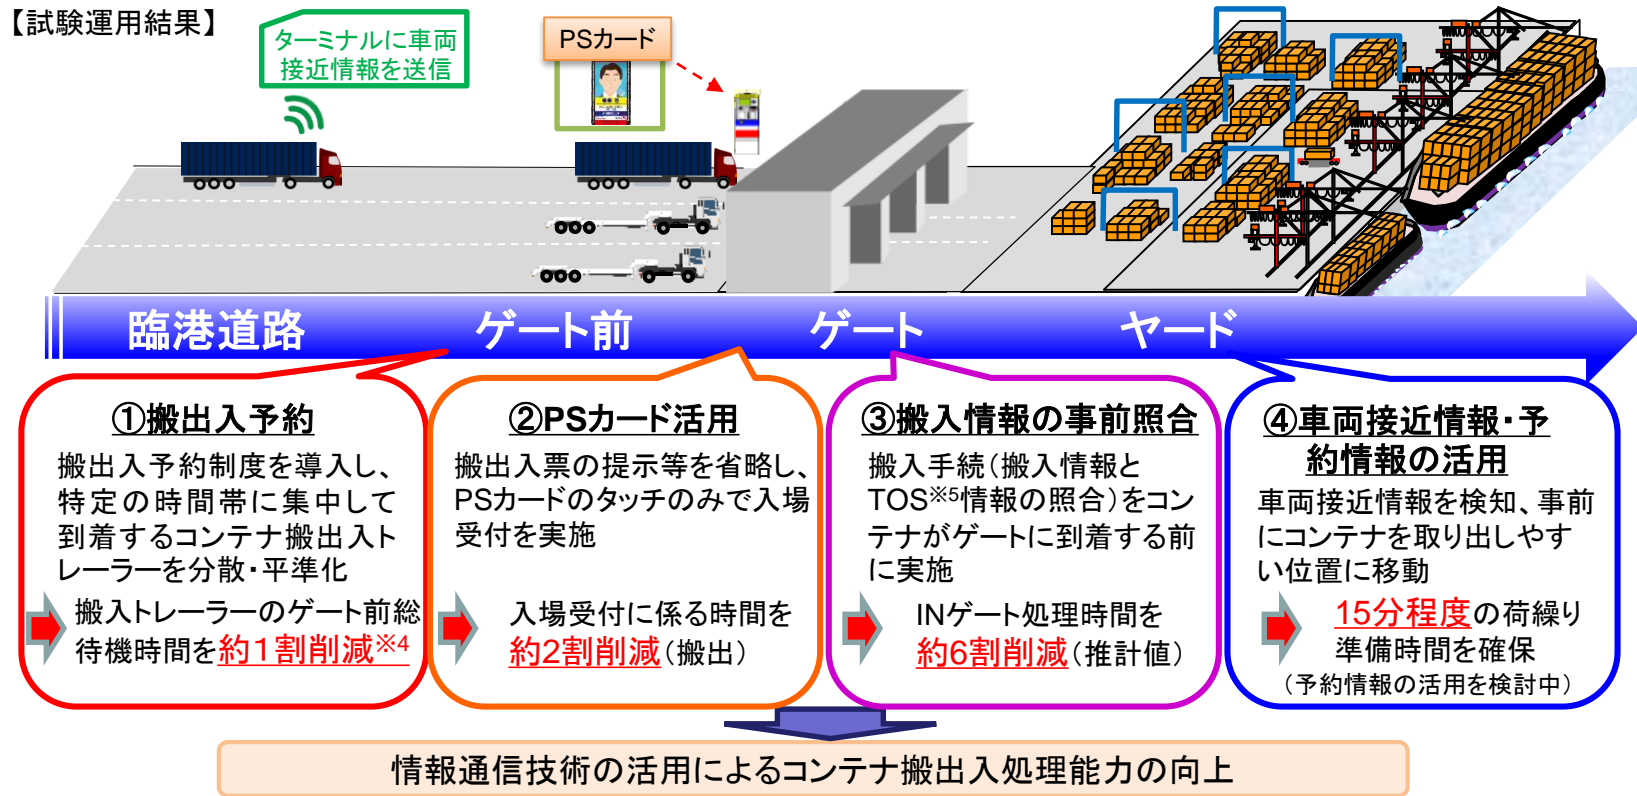 【試験運用結果】
ターミナルに車両
接近情報を送信
PSカード
臨港道路
ゲート前
ゲート
ヤード
①搬出入予約
搬出入予約制度を導入し、
特定の時間帯に集中して
到着するコンテナ搬出入ト
レーラーを分散・平準化
搬入トレーラーのゲート前総
待機時間を約1割削減※4
②PSカード活用
搬出入票の提示等を省略し、
PSカードのタッチのみで入場
受付を実施
入場受付に係る時間を
約2割削減（搬出）
③搬入情報の事前照合
搬入手続（搬入情報と
TOS※5情報の照合）をコン
テナがゲートに到着する前
に実施
INゲート処理時間を
約6割削減（推計値）
④車両接近情報・予
約情報の活用
車両接近情報を検知、事前
にコンテナを取り出しやす
い位置に移動
15分程度の荷繰り
準備時間を確保
（予約情報の活用を検討中）
情報通信技術の活用によるコンテナ搬出入処理能力の向上